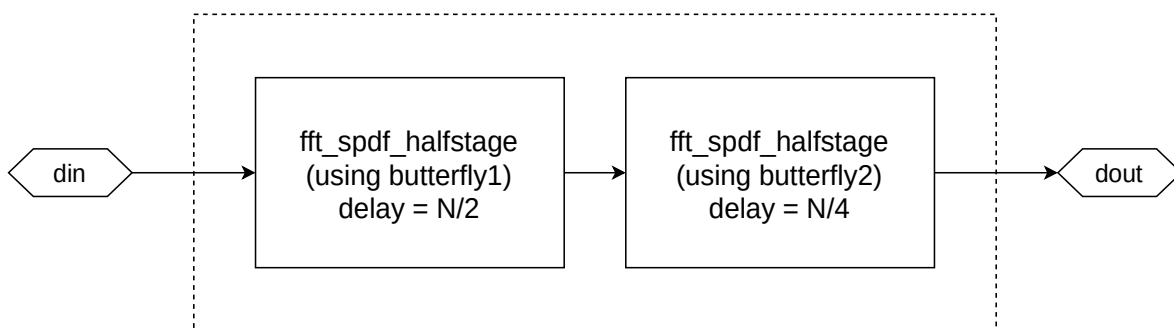 din
fft_spdf_halfstage
(using butterfly1)
delay = N/2
fft_spdf_halfstage
(using butterfly2)
delay = N/4
dout